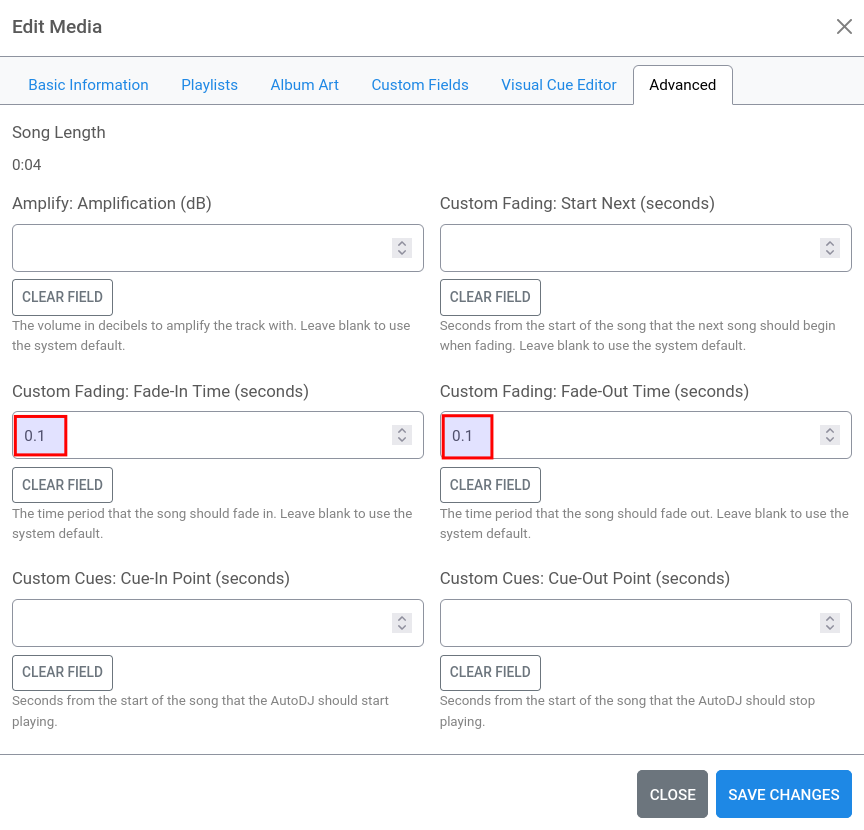 Edit Media
Basic Information Playlists Album Art Custom Fields Visual Cue Editor Advanced
Song Length
0:04
Amplify: Amplification (dB)
CLEAR FIELD
The volume in decibels to amplify the track with. Leave blank to use
the system default.
Custom Fading: Start Next (seconds)
CLEAR FIELD
Seconds from the start of the song that the next song should begin
when fading. Leave blank to use the system default.
Custom Fading: Fade-In Time (seconds)
0.1
CLEAR FIELD
The time period that the song should fade in. Leave blank to use the
system default.
Custom Fading: Fade-Out Time (seconds)
0.1
CLEAR FIELD
The time period that the song should fade out. Leave blank to use the
system default.
Custom Cues: Cue-In Point (seconds)
CLEAR FIELD
Seconds from the start of the song that the AutoDJ should start
playing.
Custom Cues: Cue-Out Point (seconds)
CLEAR FIELD
Seconds from the start of the song that the AutoDJ should stop
playing.
CLOSE SAVE CHANGES